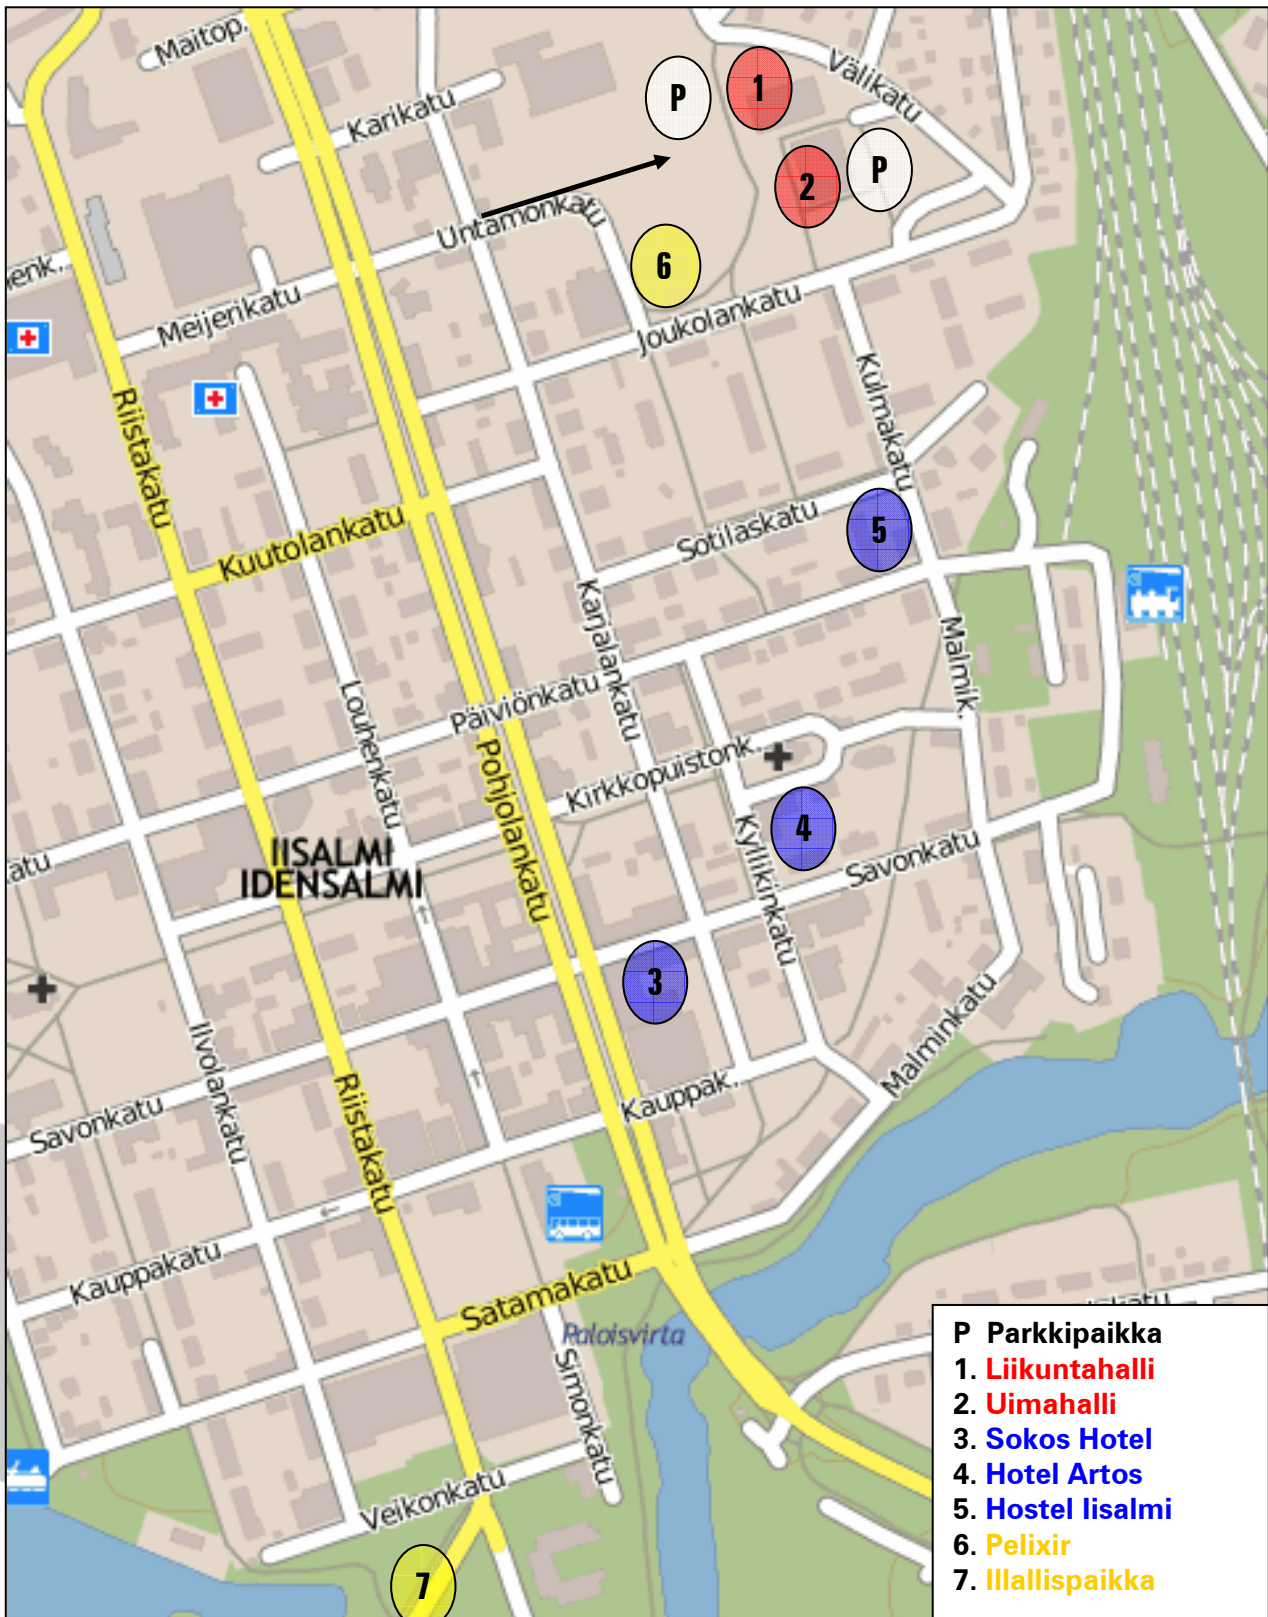 Maitop.
Karikatu
Välikatu
P
1
2
P
Untamonkatu
6
enk.
Meijerikatu
Joukolankatu
Riistakatu
Kulmakatu
Kuutolankatu
Sotilaskatu
5
Karjalankatu
Malmik.
Louhenkatu
Päiviönkatu
Pohjolankatu
Kirkkopuistonk.
4
Kyllikinkatu
Savonkatu
atu
IISALMI
IDENSALMI
3
Ilvolankatu
Malminkatu
Savonkatu
Riistakatu
Kauppak.
Kauppakatu
Satamakatu
Paloisvirta
Simonkatu
Veikonkatu
7
P Parkkipaikka
1. Liikuntahalli
2. Uimahalli
3. Sokos Hotel
4. Hotel Artos
5. Hostel Iisalmi
6. Pelixir
7. Illallispaikka